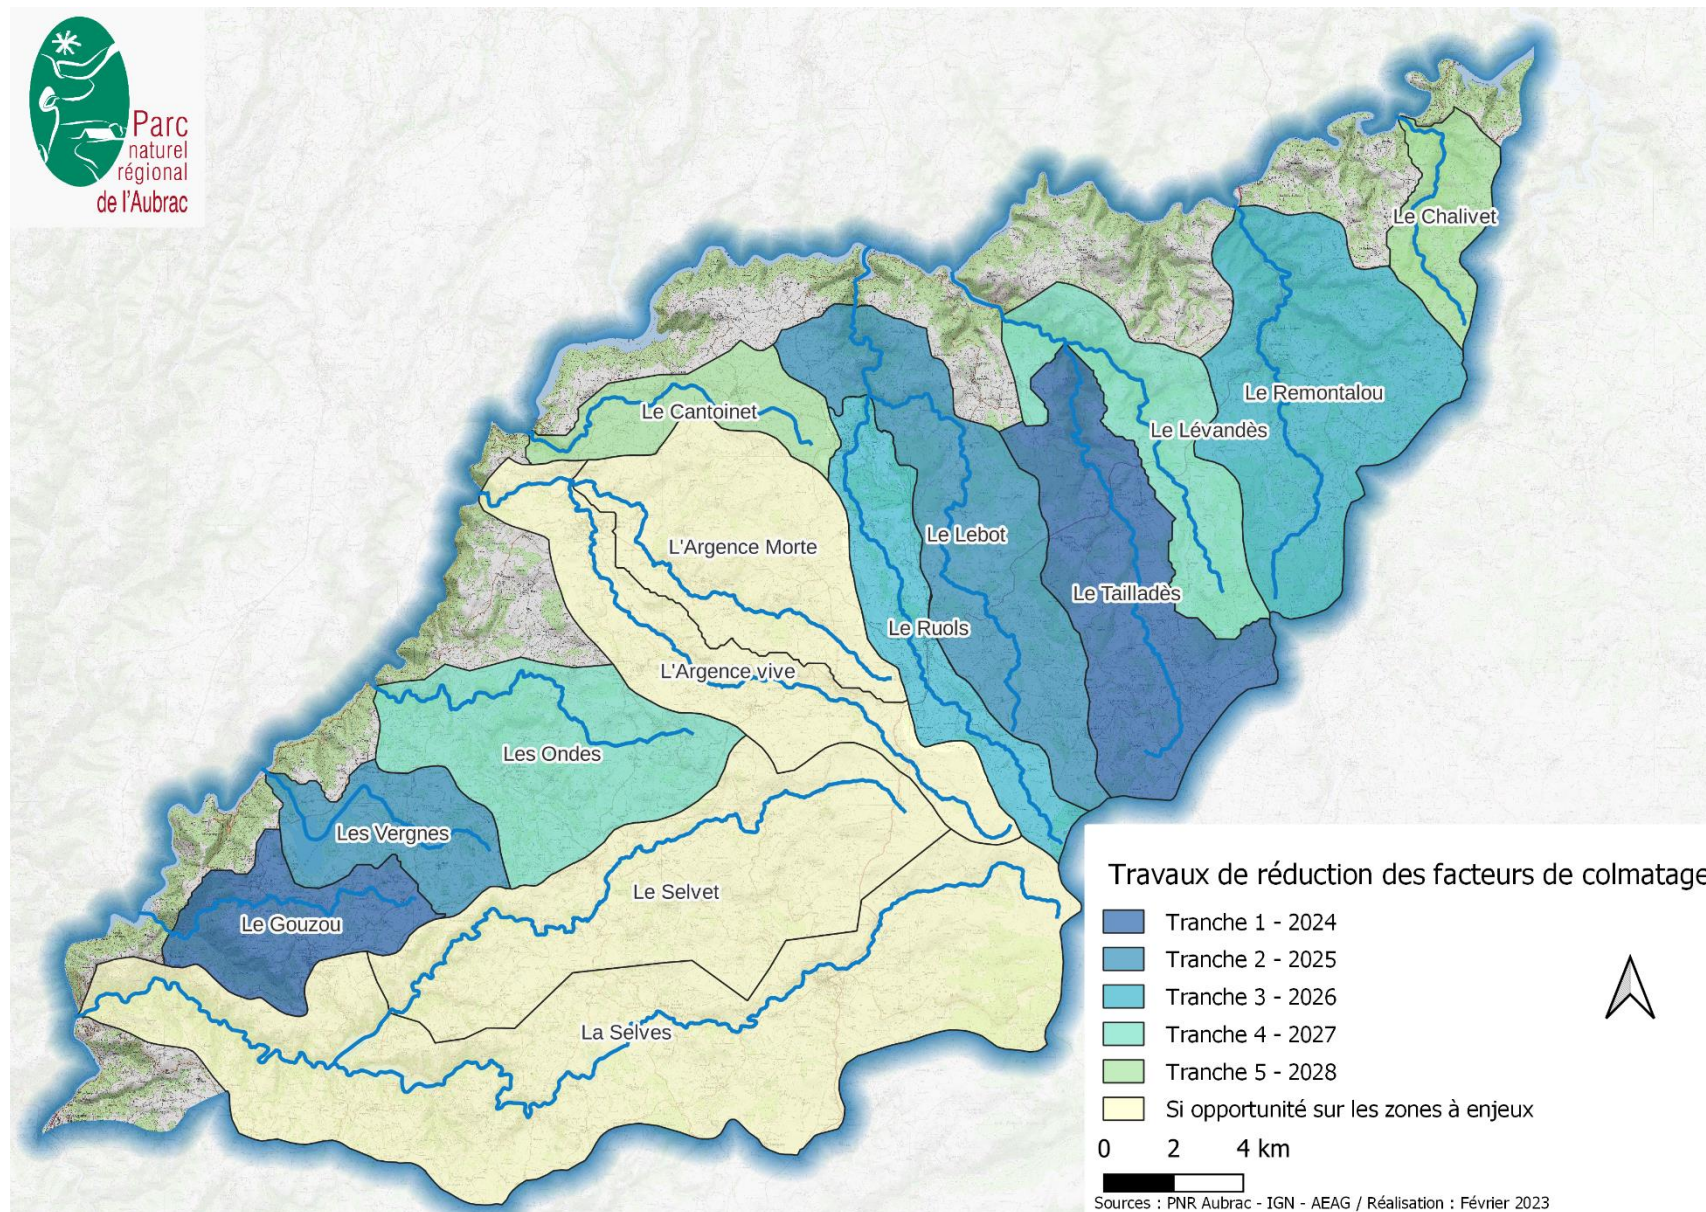 Parc
naturel
régional
de l'Aubrac
Le Chalivet
Le Remontalou
Le Cantoinet
Le Lévandès
Le Lebot
L'Argence Morte
Le Tailladès
Le Ruols
L'Argence vive
Les Ondes
Les Vergnes
Le Selvet
Le Gouzou
La Selves
Travaux de réduction des facteurs de colmatage
Tranche 1 - 2024
Tranche 2 - 2025
Tranche 3 - 2026
Tranche 4 - 2027
Tranche 5 - 2028
Si opportunité sur les zones à enjeux
0 2 4 km
Sources : PNR Aubrac - IGN - AEAG / Réalisation : Février 2023